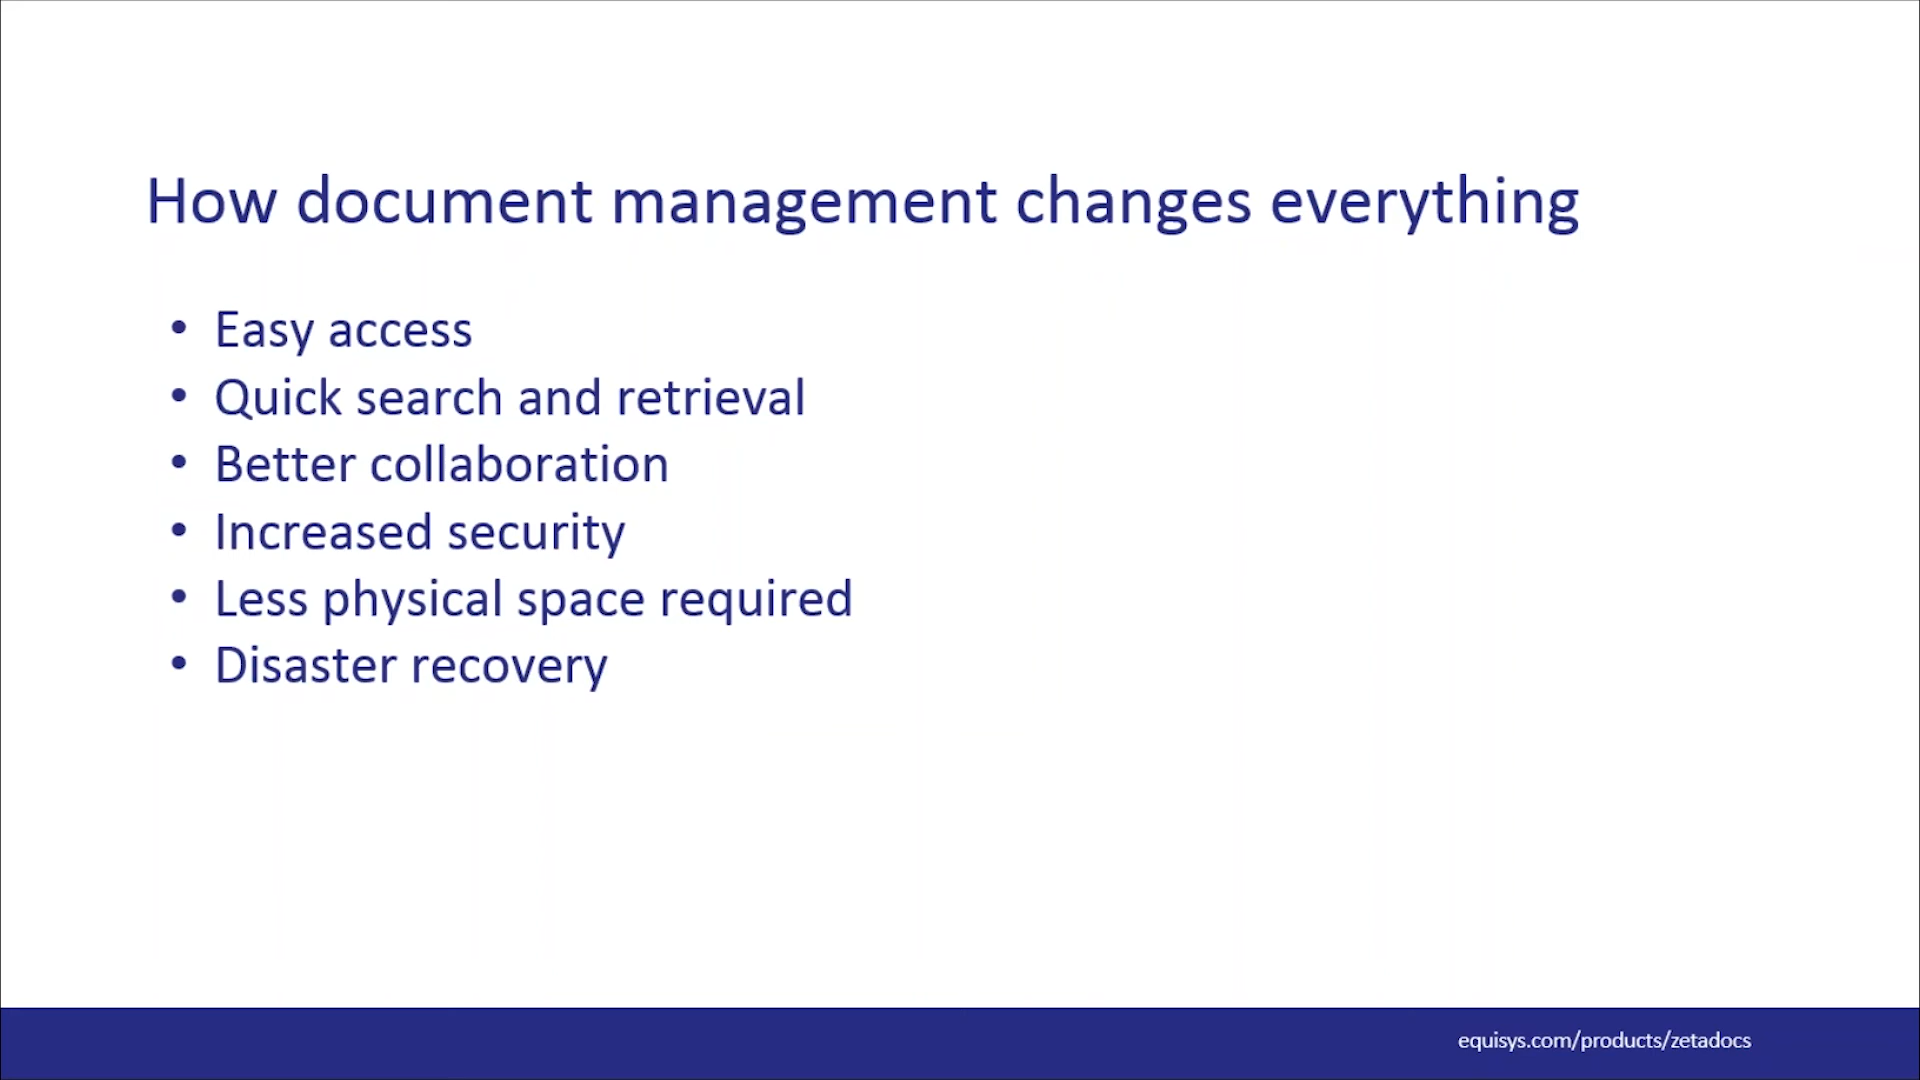 How document management changes everything
• Easy access
• Quick search and retrieval
• Better collaboration
• Increased security
• Less physical space required
• Disaster recovery
equisys.com/products/zetadocs